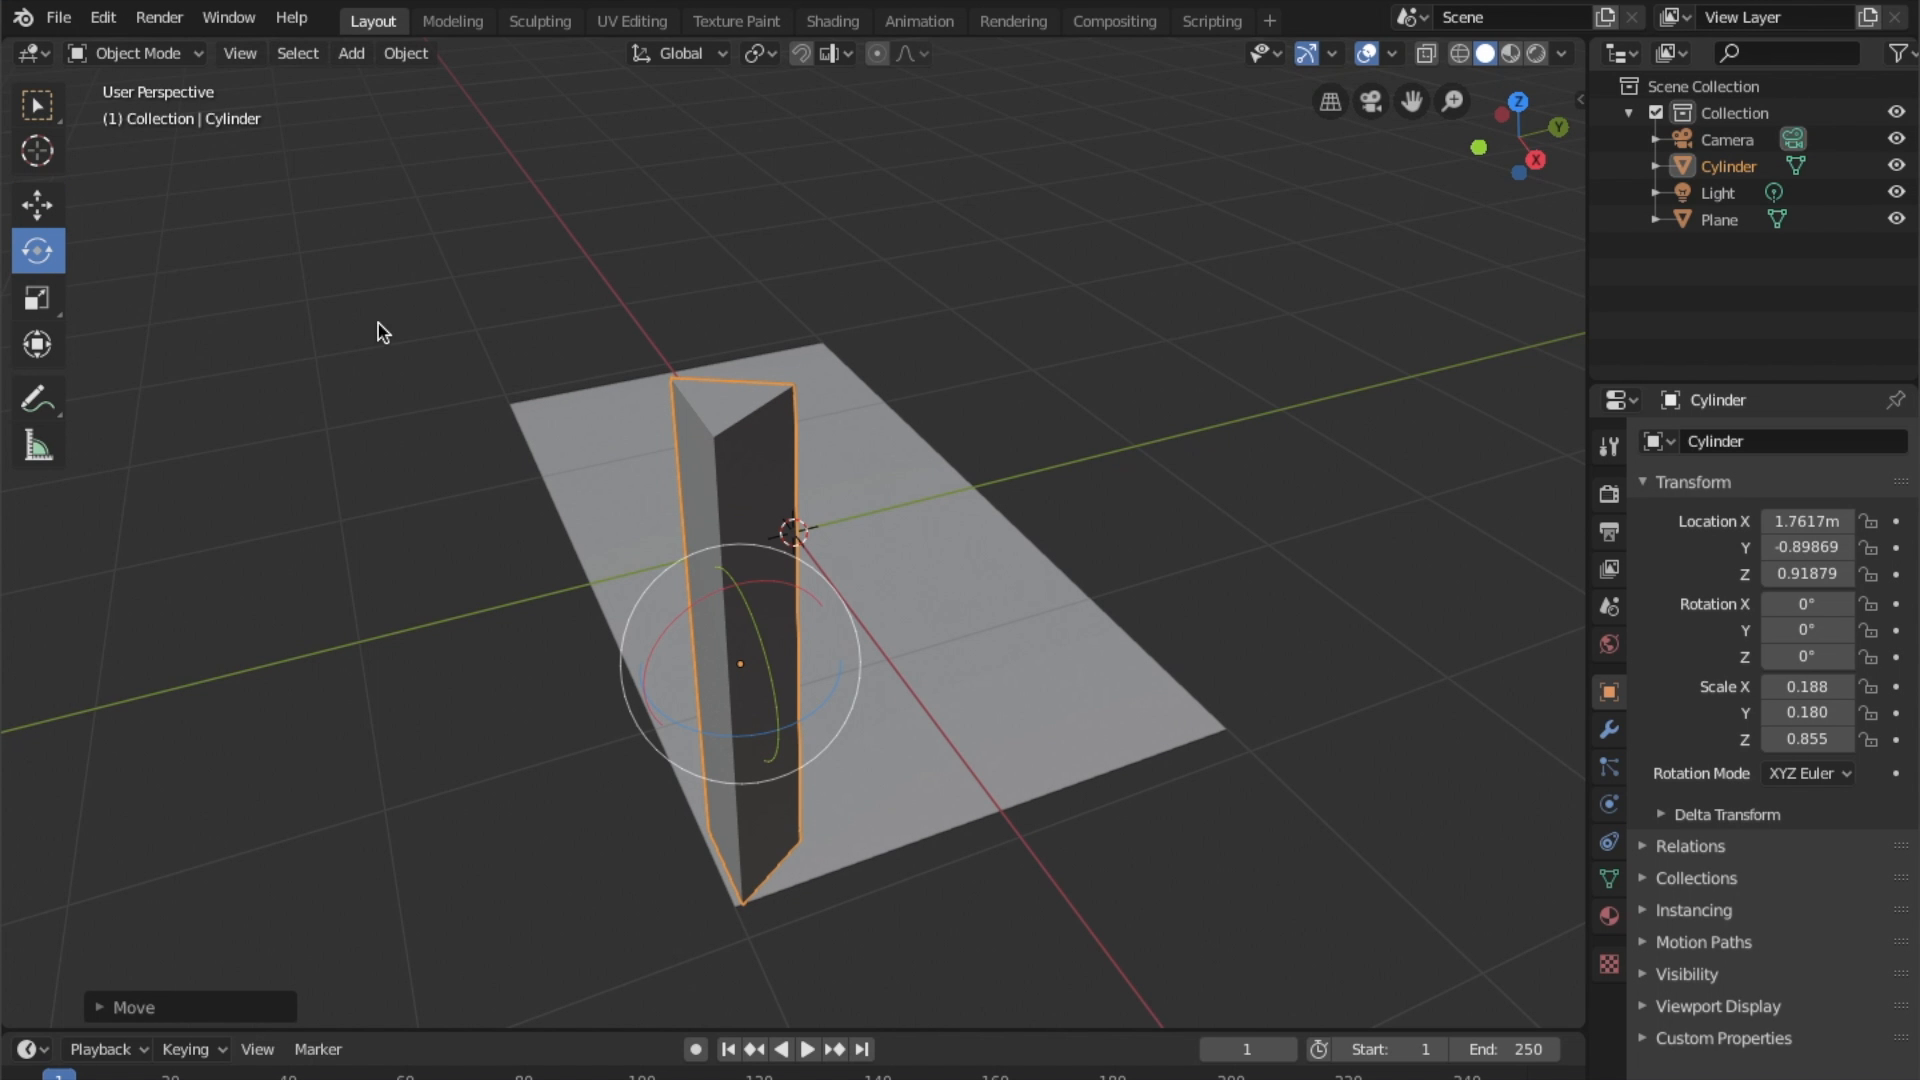 File Edit Render Window Help Layout Modeling Sculpting UV Editing Texture Paint Shading Animation Rendering Compositing Scripting + Scene View Layer
Object Mode View Select Add Object Global
User Perspective
(1) Collection | Cylinder
Z
Y
X
Scene Collection
Collection
Camera
Cylinder
Light
Plane
Cylinder
Cylinder
Transform
Location X 1.7617m
Y -0.89869
Z 0.91879
Rotation X 0°
Y 0°
Z 0°
Scale X 0.188
Y 0.180
Z 0.855
Rotation Mode XYZ Euler
Delta Transform
Relations
Collections
Instancing
Motion Paths
Visibility
Viewport Display
Custom Properties
Move
Playback Keying View Marker 1 Start: 1 End: 250
1